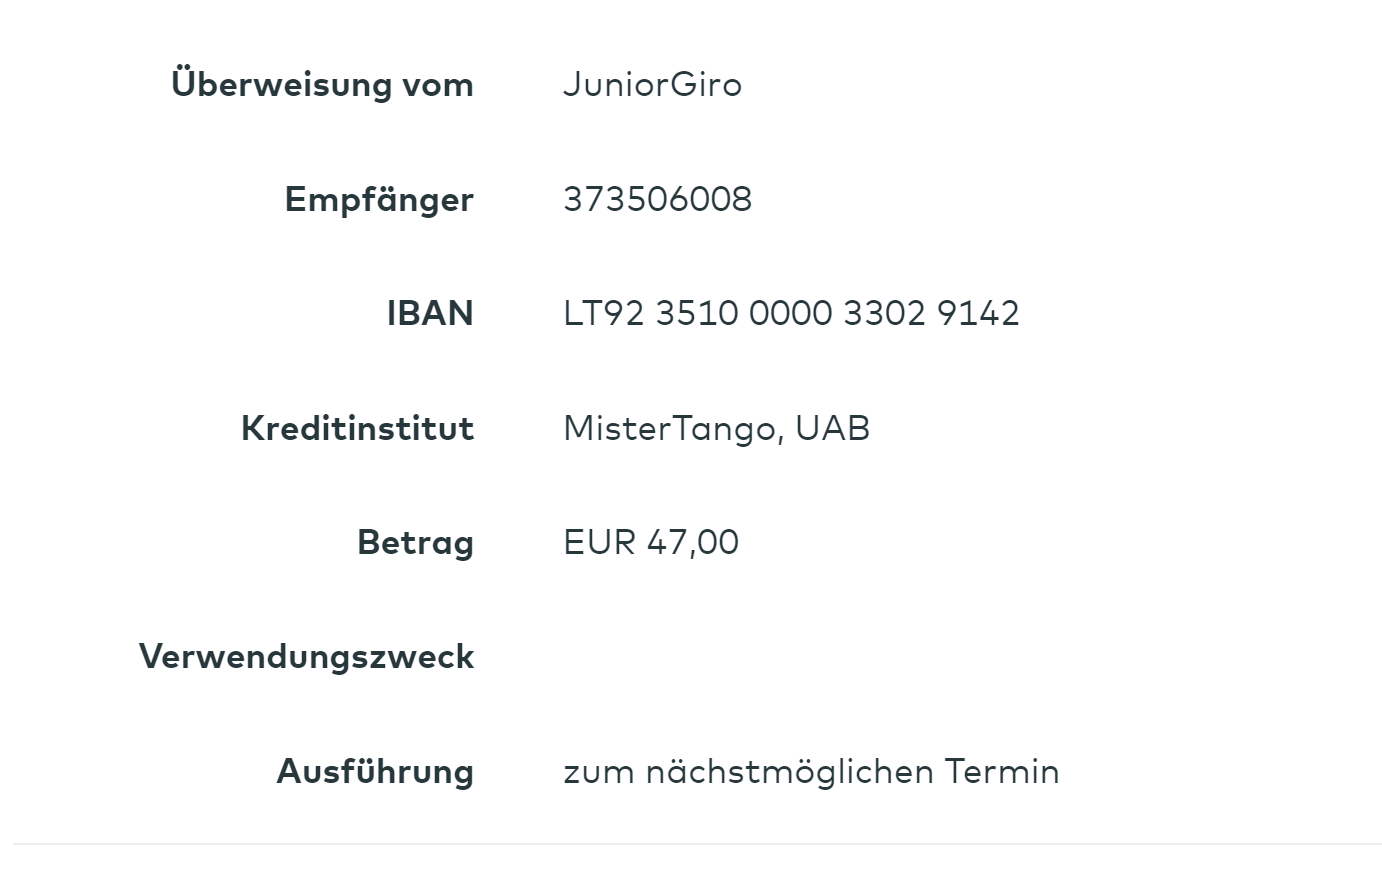 Überweisung vom JuniorGiro
Empfänger 373506008
IBAN LT92 3510 0000 3302 9142
Kreditinstitut MisterTango, UAB
Betrag EUR 47,00
Verwendungszweck
Ausführung zum nächstmöglichen Termin